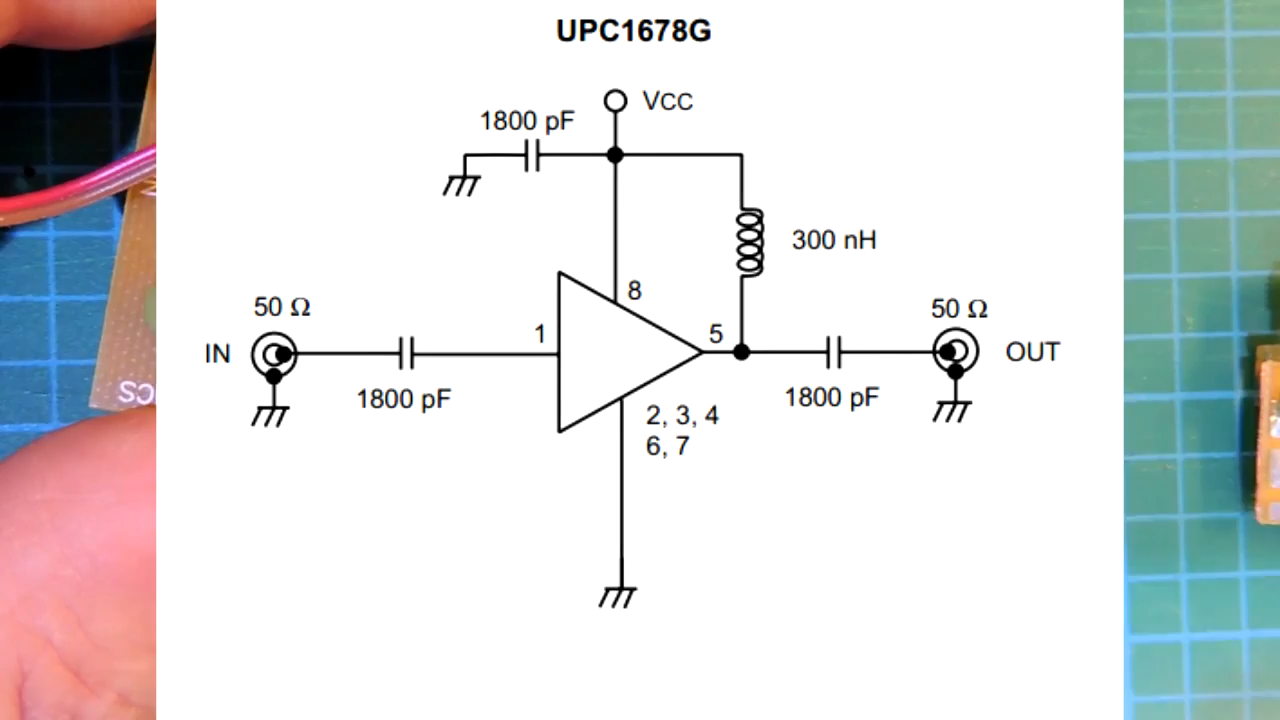 UPC1678G
VCC
1800 pF
300 nH
8
50 Ω
50 Ω
1
5
IN
OUT
1800 pF
1800 pF
2, 3, 4
6, 7
CS